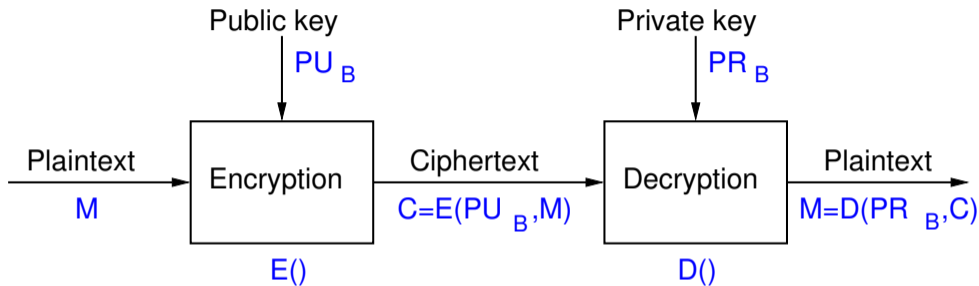 Public key
Private key
PU B
PR B
Plaintext
Encryption
Ciphertext
Decryption
Plaintext
M
C=E(PU B,M)
M=D(PR B,C)
E()
D()